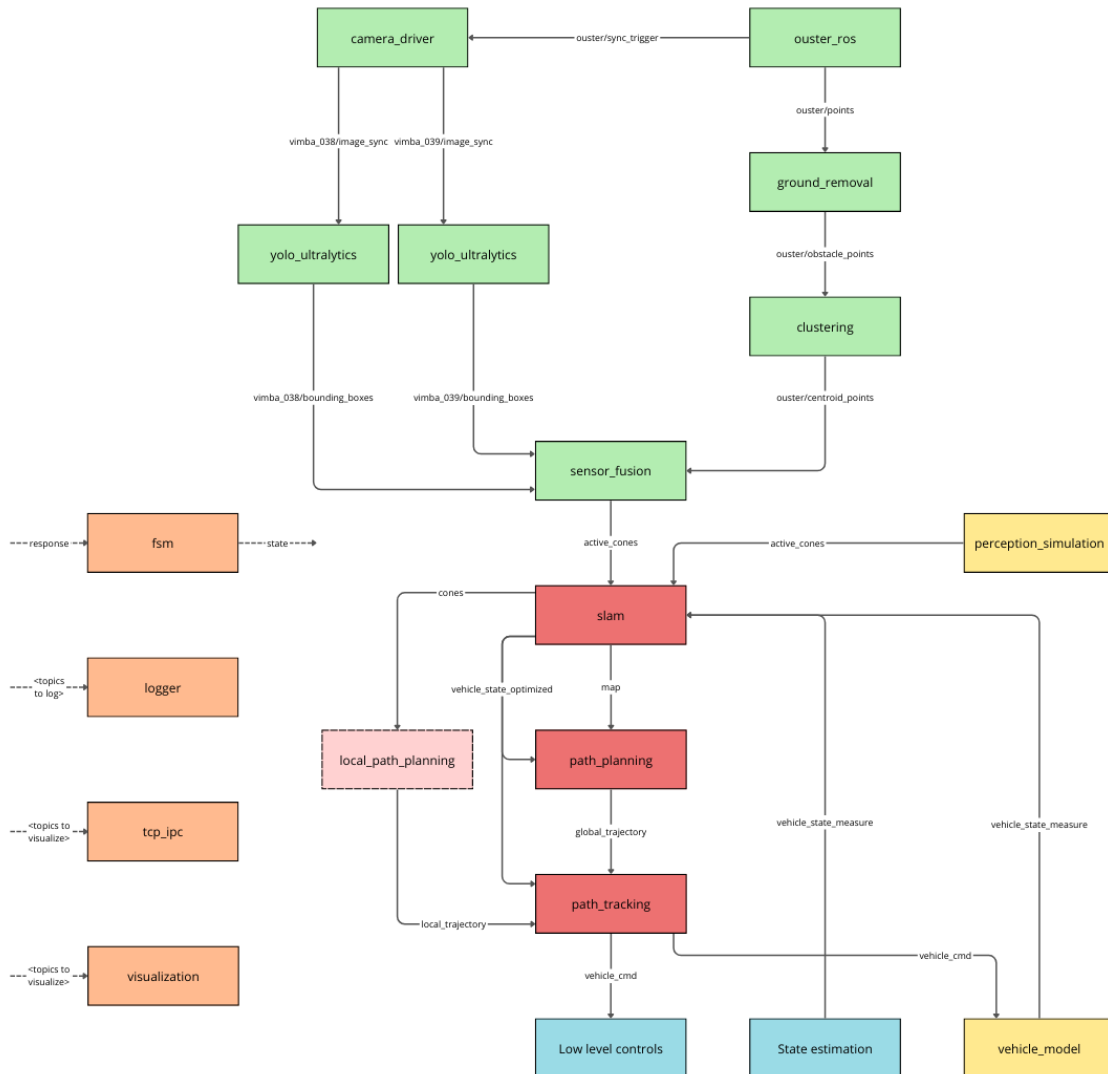 camera_driver
ouster/sync_trigger
ouster_ros
ouster/points
vimba_038/image_sync
vimba_039/image_sync
ground_removal
yolo_ultralytics
yolo_ultralytics
ouster/obstacle_points
clustering
vimba_038/bounding_boxes
vimba_039/bounding_boxes
ouster/centroid_points
sensor_fusion
response
fsm
state
active_cones
active_cones
perception_simulation
cones
slam
<topics
to log>
logger
vehicle_state_optimized
map
local_path_planning
path_planning
<topics to
visualize>
tcp_ipc
global_trajectory
vehicle_state_measure
vehicle_state_measure
path_tracking
local_trajectory
<topics to
visualize>
visualization
vehicle_cmd
vehicle_cmd
Low level controls
State estimation
vehicle_model